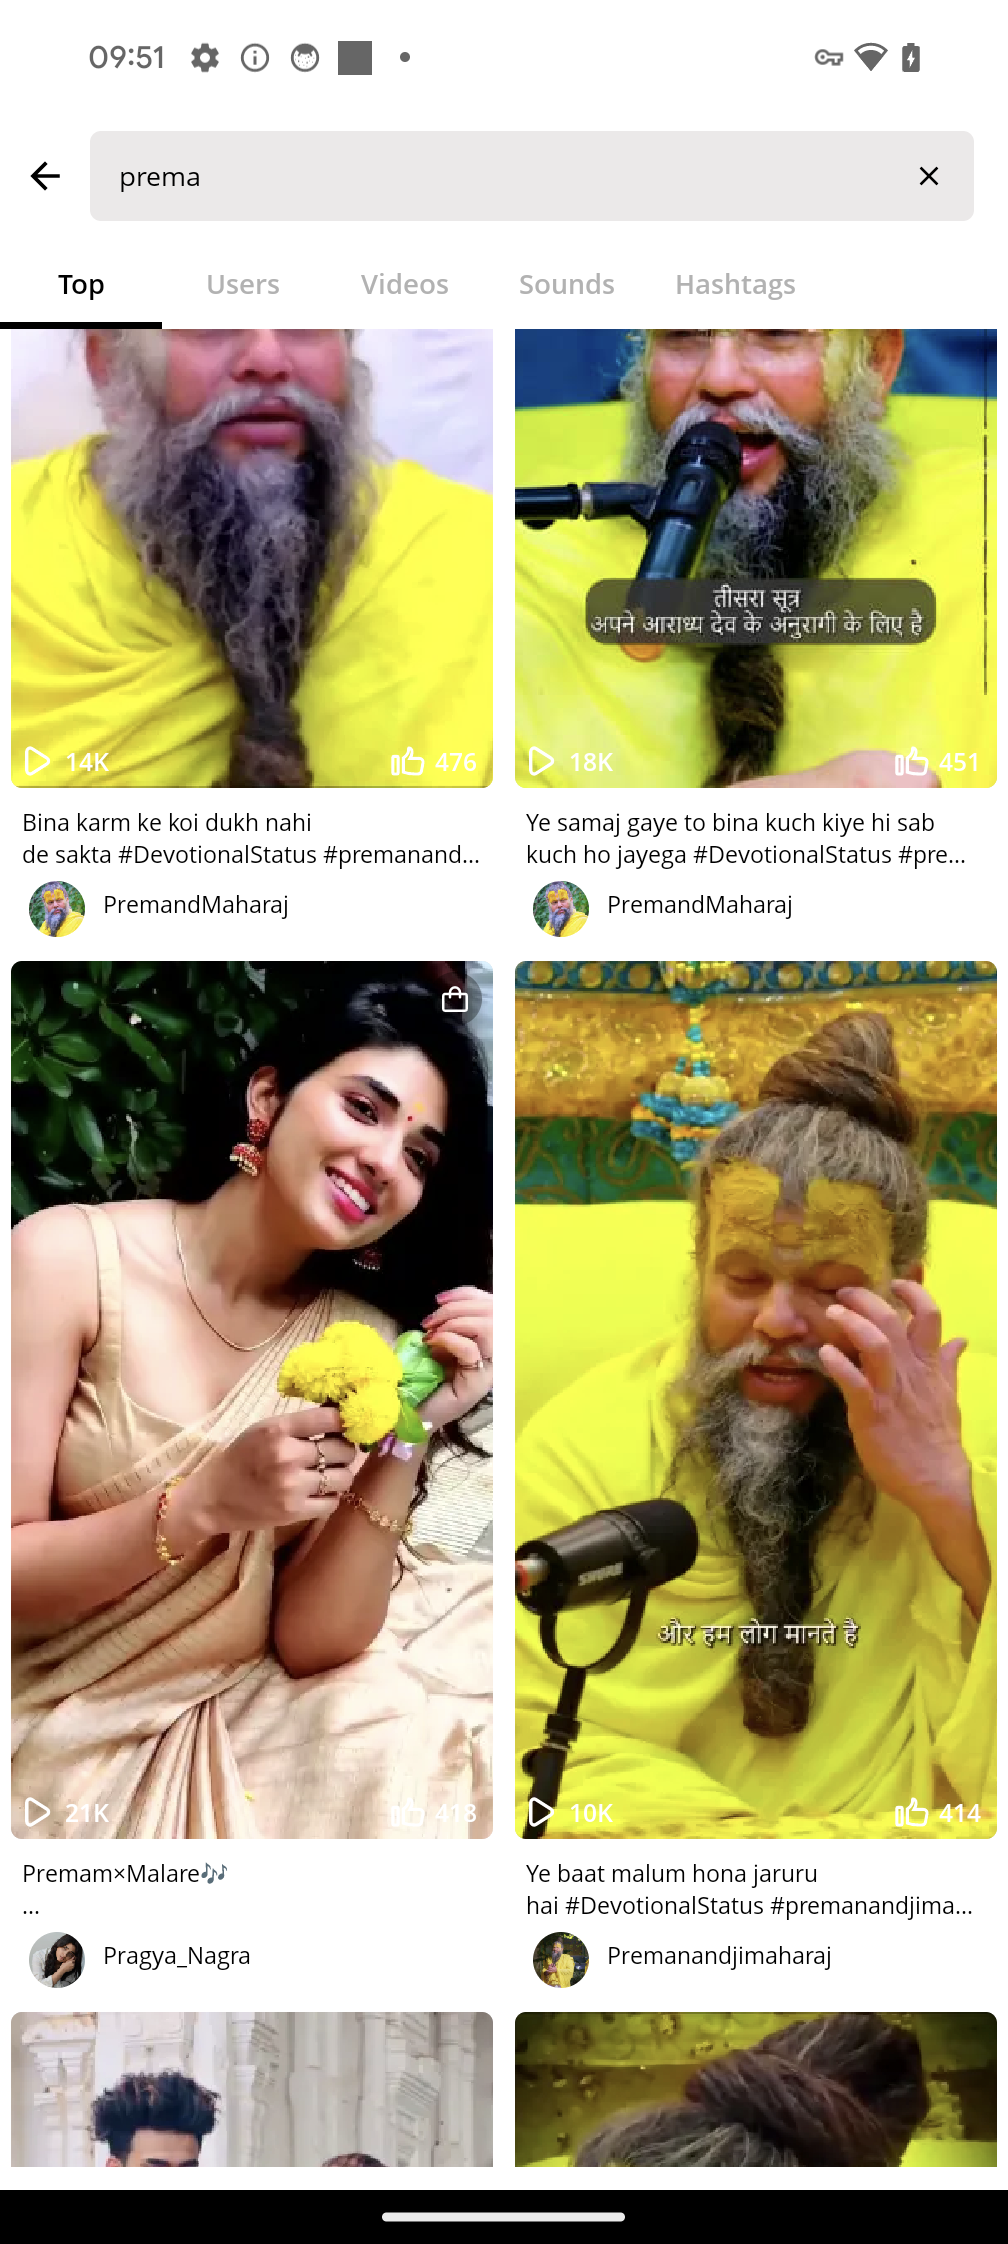 09:51
prema
Top Users Videos Sounds Hashtags
तीसरा सूत्र
अपने आराध्य देव के अनुरागी के लिए है
14K 476
18K 451
Bina karm ke koi dukh nahi
de sakta #DevotionalStatus #premanand...
PremandMaharaj
Ye samaj gaye to bina kuch kiye hi sab
kuch ho jayega #DevotionalStatus #pre...
PremandMaharaj
और हम लोग मानते है
21K 418
10K 414
Premam×Malare🎶
...
Pragya_Nagra
Ye baat malum hona jaruru
hai #DevotionalStatus #premanandjima...
Premanandjimaharaj